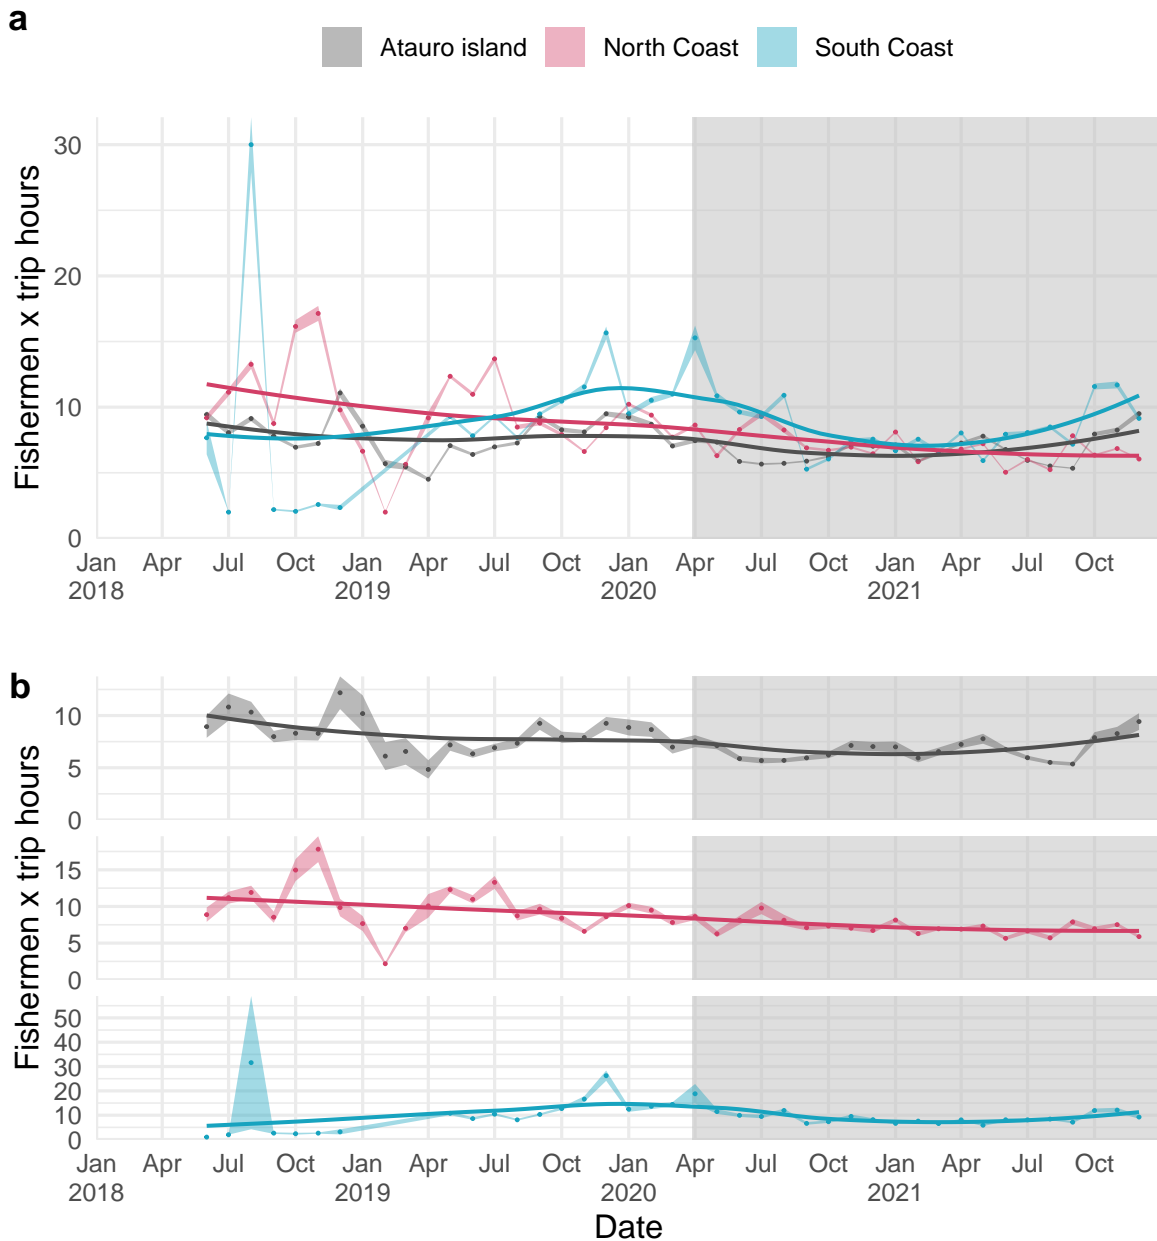 a
Atauro island North Coast South Coast
Fishermen x trip hours
30
20
10
0
Jan Apr Jul Oct Jan Apr Jul Oct Jan Apr Jul Oct Jan Apr Jul Oct
2018 2019 2020 2021
b
Fishermen x trip hours
10
5
0
15
10
5
0
50
40
30
20
10
0
Jan Apr Jul Oct Jan Apr Jul Oct Jan Apr Jul Oct Jan Apr Jul Oct
2018 2019 2020 2021
Date